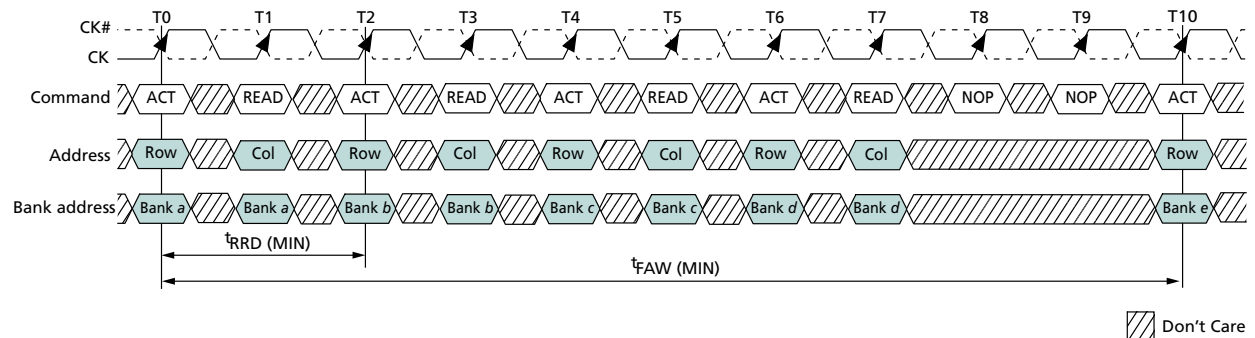 T0 T1 T2 T3 T4 T5 T6 T7 T8 T9 T10
CK#
CK
Command ACT READ ACT READ ACT READ ACT READ NOP NOP ACT
Address Row Col Row Col Row Col Row Col Row
Bank address Bank a Bank a Bank b Bank b Bank c Bank c Bank d Bank d Bank e
tRRD (MIN)
tFAW (MIN)
Don't Care